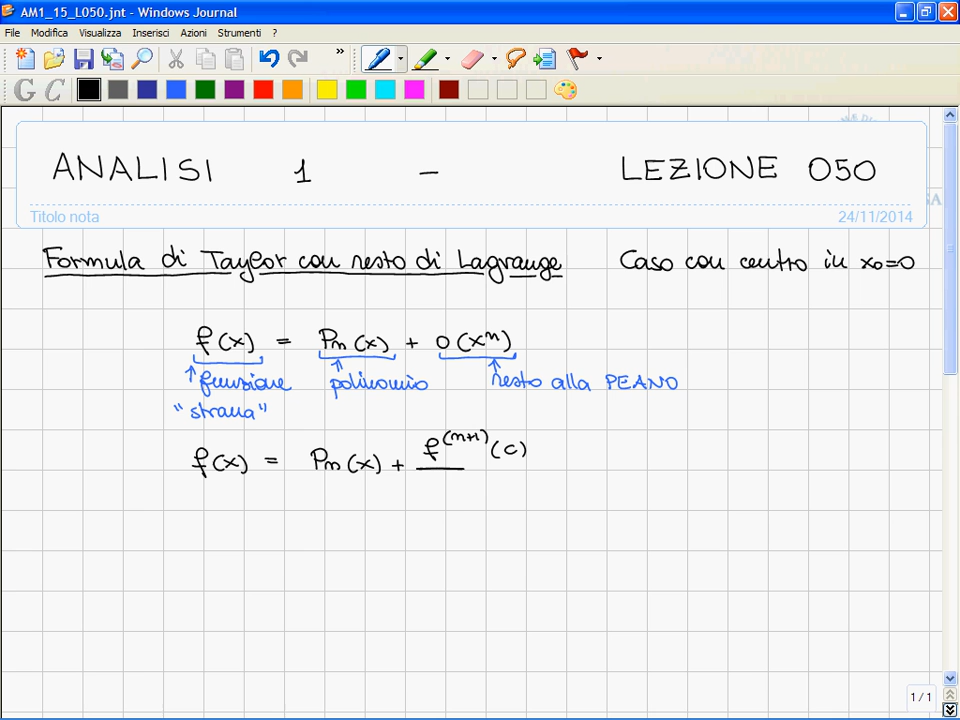 AM1_15_L050.jnt - Windows Journal
File Modifica Visualizza Inserisci Azioni Strumenti ?
ANALISI 1 - LEZIONE 050
Titolo nota 24/11/2014
Formula di Taylor con resto di Lagrange Caso con centro in x0=0
f(x) = Pn(x) + o(x^n)
↑ funzione ↑ polinomio ↑ resto alla PEANO
"strana"
f(x) = Pn(x) + f^(n+1)(c)
1 / 1